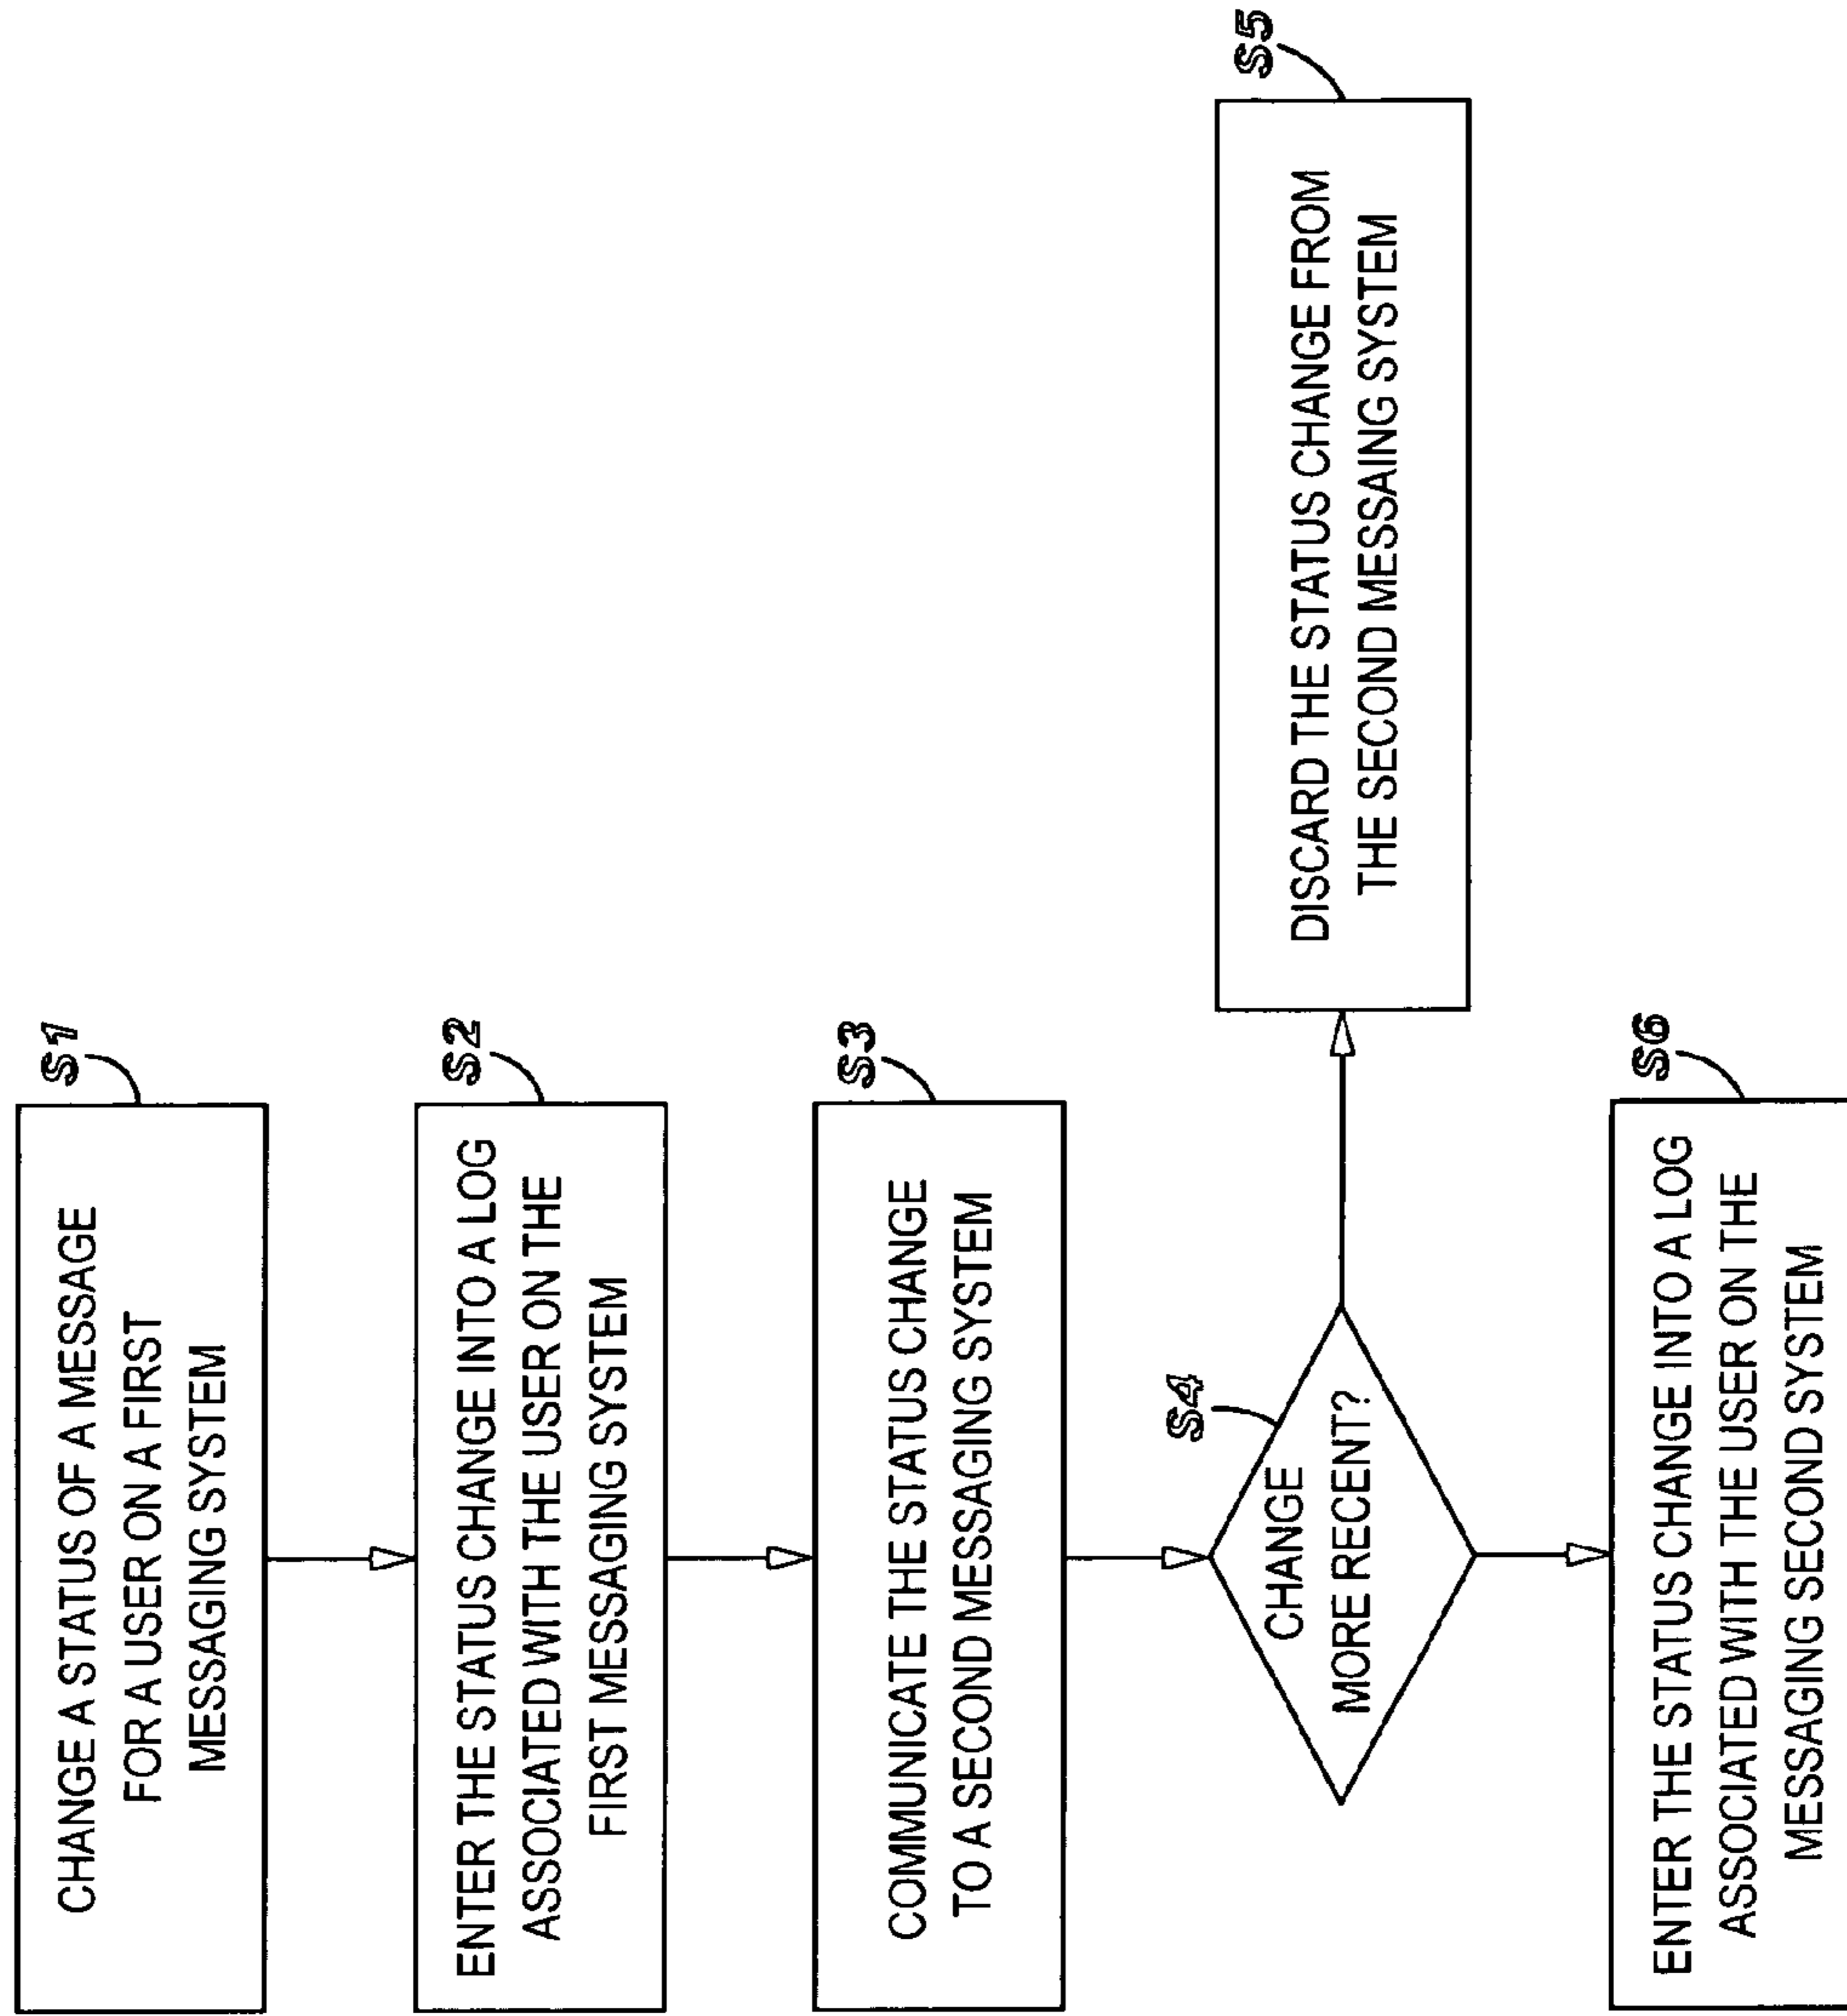 S1
CHANGE A STATUS OF A MESSAGE
FOR A USER ON A FIRST
MESSAGING SYSTEM
S2
ENTER THE STATUS CHANGE INTO A LOG
ASSOCIATED WITH THE USER ON THE
FIRST MESSAGING SYSTEM
S3
COMMUNICATE THE STATUS CHANGE
TO A SECOND MESSAGING SYSTEM
S4
CHANGE
MORE RECENT?
S5
DISCARD THE STATUS CHANGE FROM
THE SECOND MESSAING SYSTEM
S6
ENTER THE STATUS CHANGE INTO A LOG
ASSOCIATED WITH THE USER ON THE
MESSAGING SECOND SYSTEM